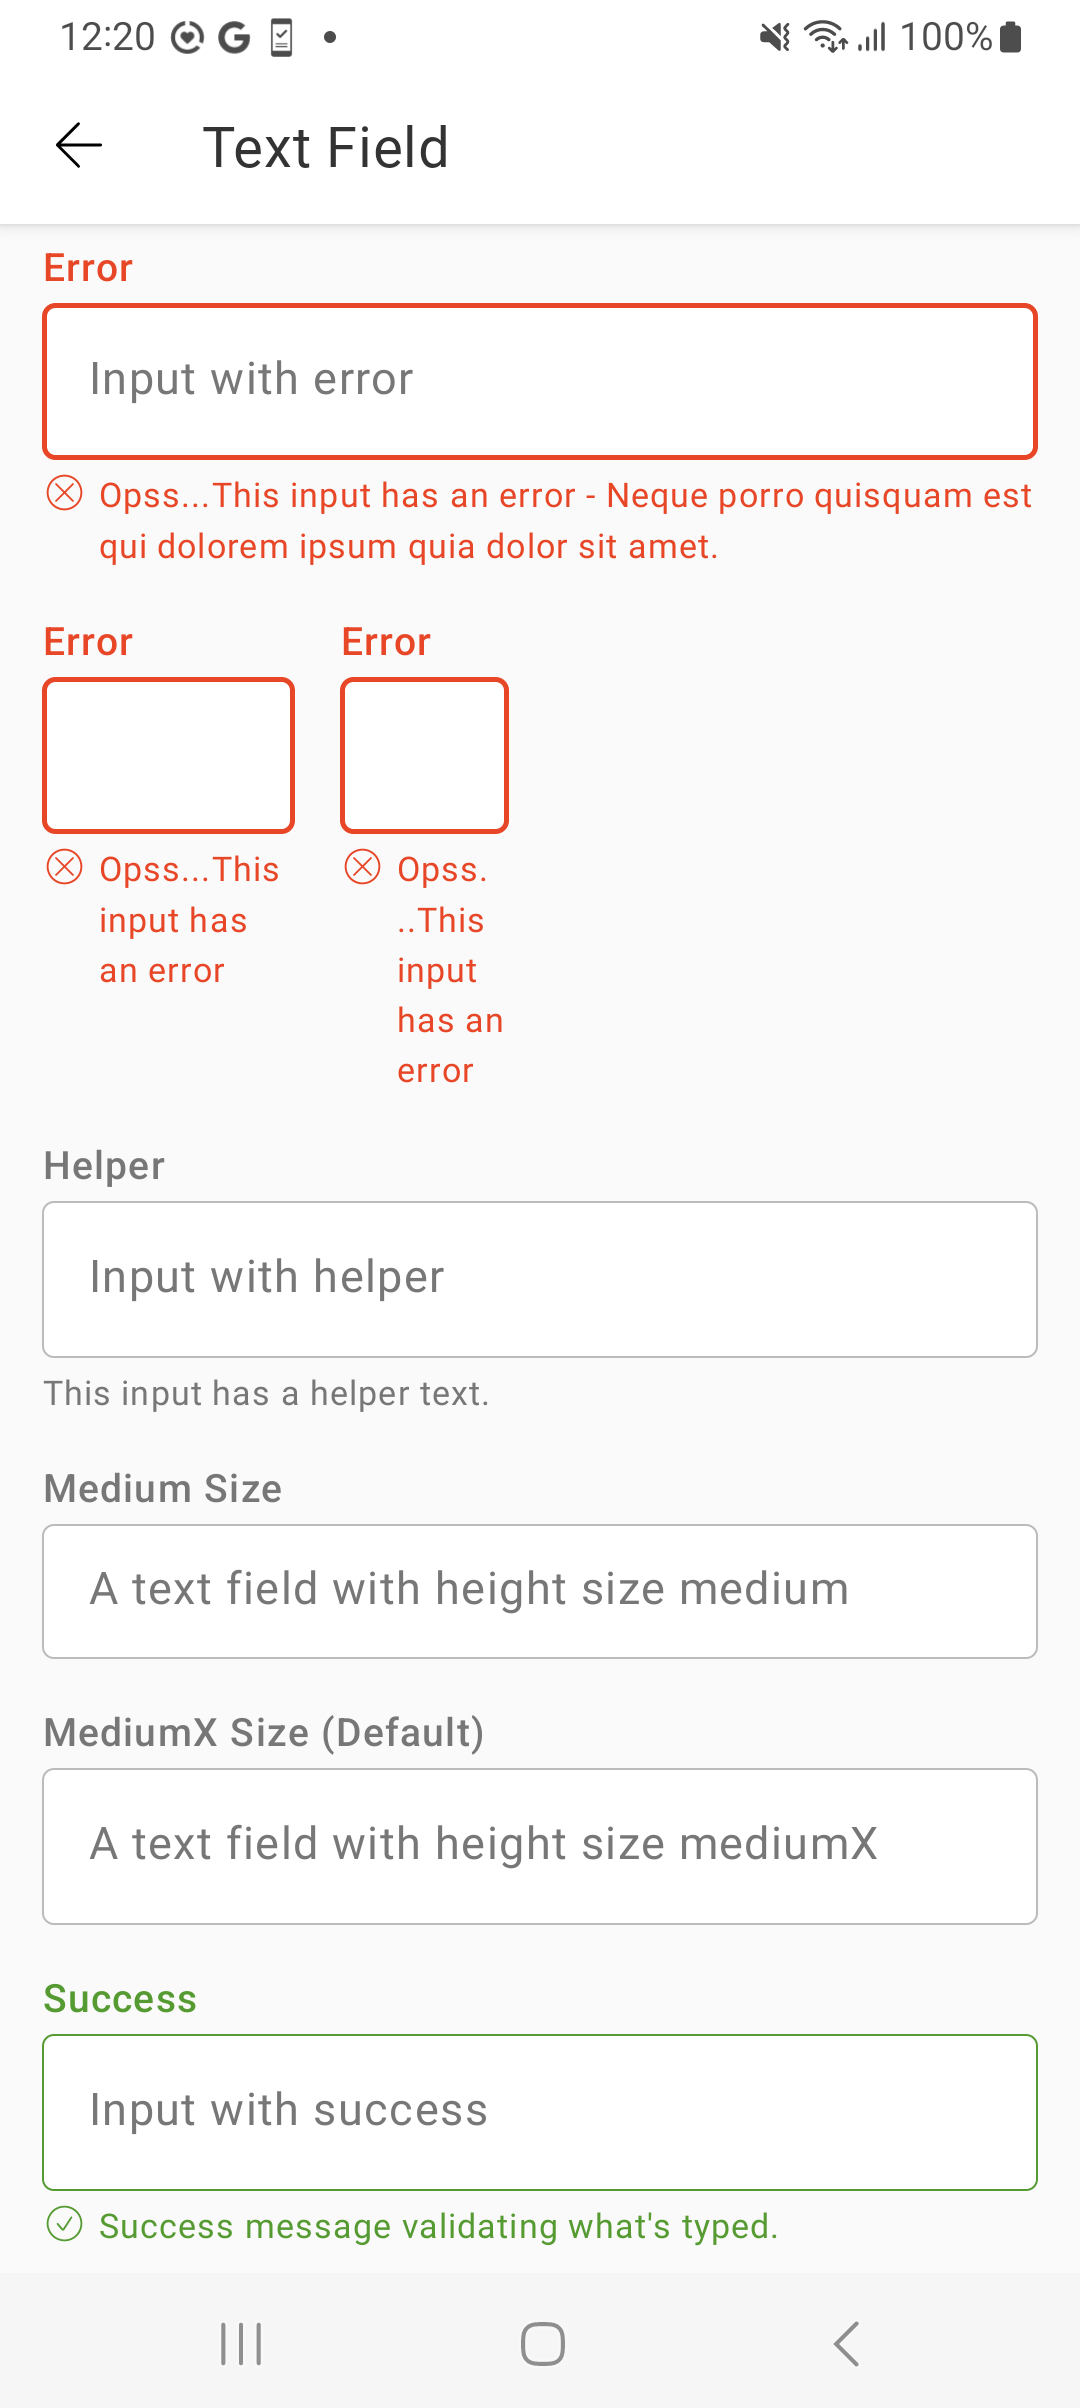 12:20
100%
Text Field
Error
Input with error
Opss...This input has an error - Neque porro quisquam est
qui dolorem ipsum quia dolor sit amet.
Error
Opss...This
input has
an error
Error
Opss.
..This
input
has an
error
Helper
Input with helper
This input has a helper text.
Medium Size
A text field with height size medium
MediumX Size (Default)
A text field with height size mediumX
Success
Input with success
Success message validating what's typed.